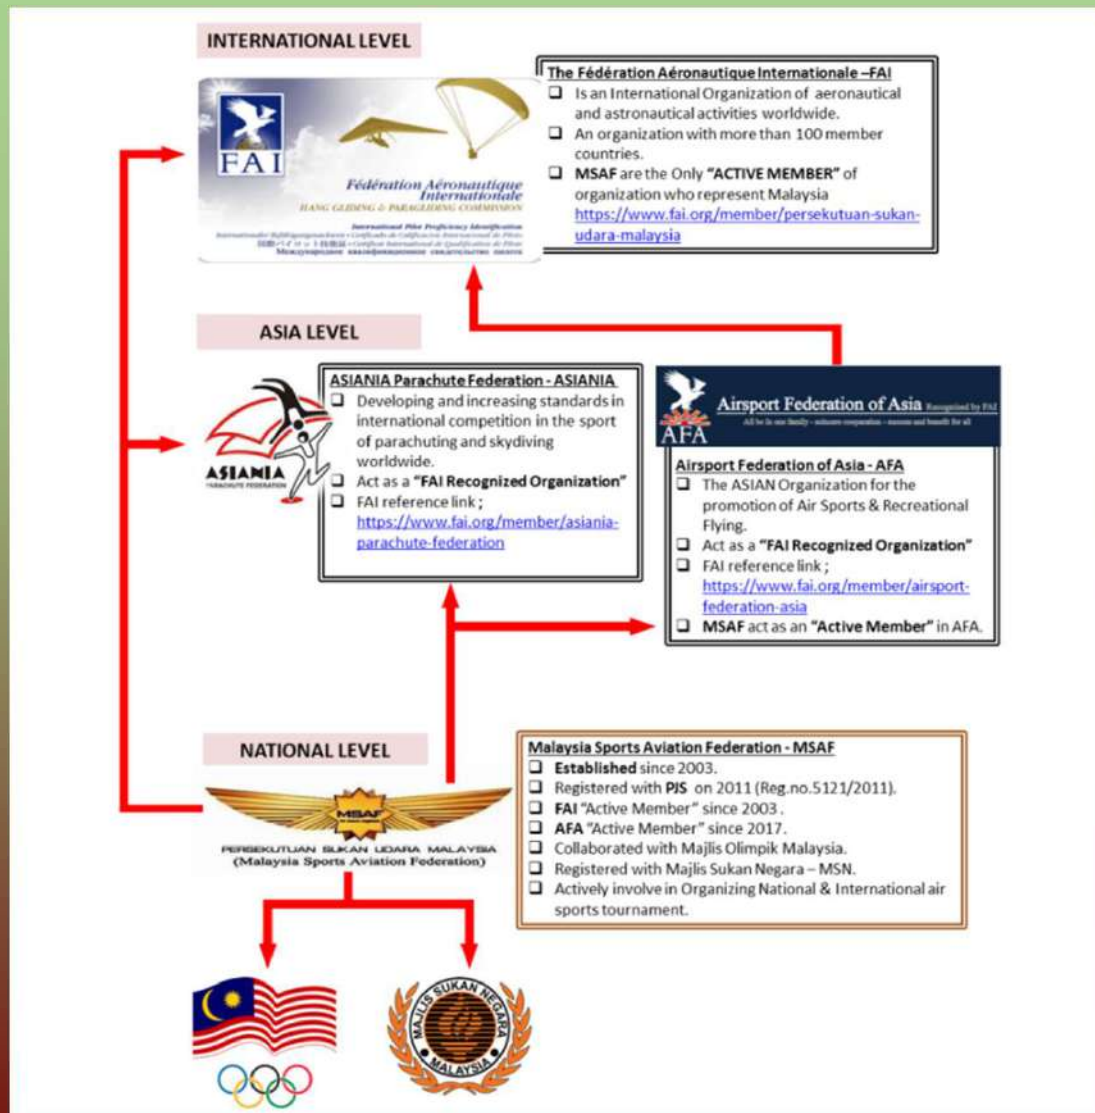 INTERNATIONAL LEVEL
FAI
Fédération Aéronautique
Internationale
HANG GLIDING & PARAGLIDING COMMISSION
International Pilot Proficiency Identification
The Fédération Aéronautique Internationale –FAI
❑ Is an International Organization of aeronautical
and astronautical activities worldwide.
❑ An organization with more than 100 member
countries.
❑ MSAF are the Only “ACTIVE MEMBER” of
organization who represent Malaysia
https://www.fai.org/member/persekutuan-sukan-
udara-malaysia
ASIA LEVEL
ASIANIA
PARACHUTE FEDERATION
ASIANIA Parachute Federation - ASIANIA
❑ Developing and increasing standards in
international competition in the sport
of parachuting and skydiving
worldwide.
❑ Act as a “FAI Recognized Organization”
❑ FAI reference link ;
https://www.fai.org/member/asiania-
parachute-federation
AFA
Airsport Federation of Asia Recognised by FAI
Airsport Federation of Asia - AFA
❑ The ASIAN Organization for the
promotion of Air Sports & Recreational
Flying.
❑ Act as a “FAI Recognized Organization”
❑ FAI reference link ;
https://www.fai.org/member/airsport-
federation-asia
❑ MSAF act as an “Active Member” in AFA.
NATIONAL LEVEL
MSAF
PERSEKUTUAN SUKAN UDARA MALAYSIA
(Malaysia Sports Aviation Federation)
Malaysia Sports Aviation Federation - MSAF
❑ Established since 2003.
❑ Registered with PJS on 2011 (Reg.no.5121/2011).
❑ FAI “Active Member” since 2003 .
❑ AFA “Active Member” since 2017.
❑ Collaborated with Majlis Olimpik Malaysia.
❑ Registered with Majlis Sukan Negara – MSN.
❑ Actively involve in Organizing National & International air
sports tournament.
MAJLIS SUKAN NEGARA
MALAYSIA